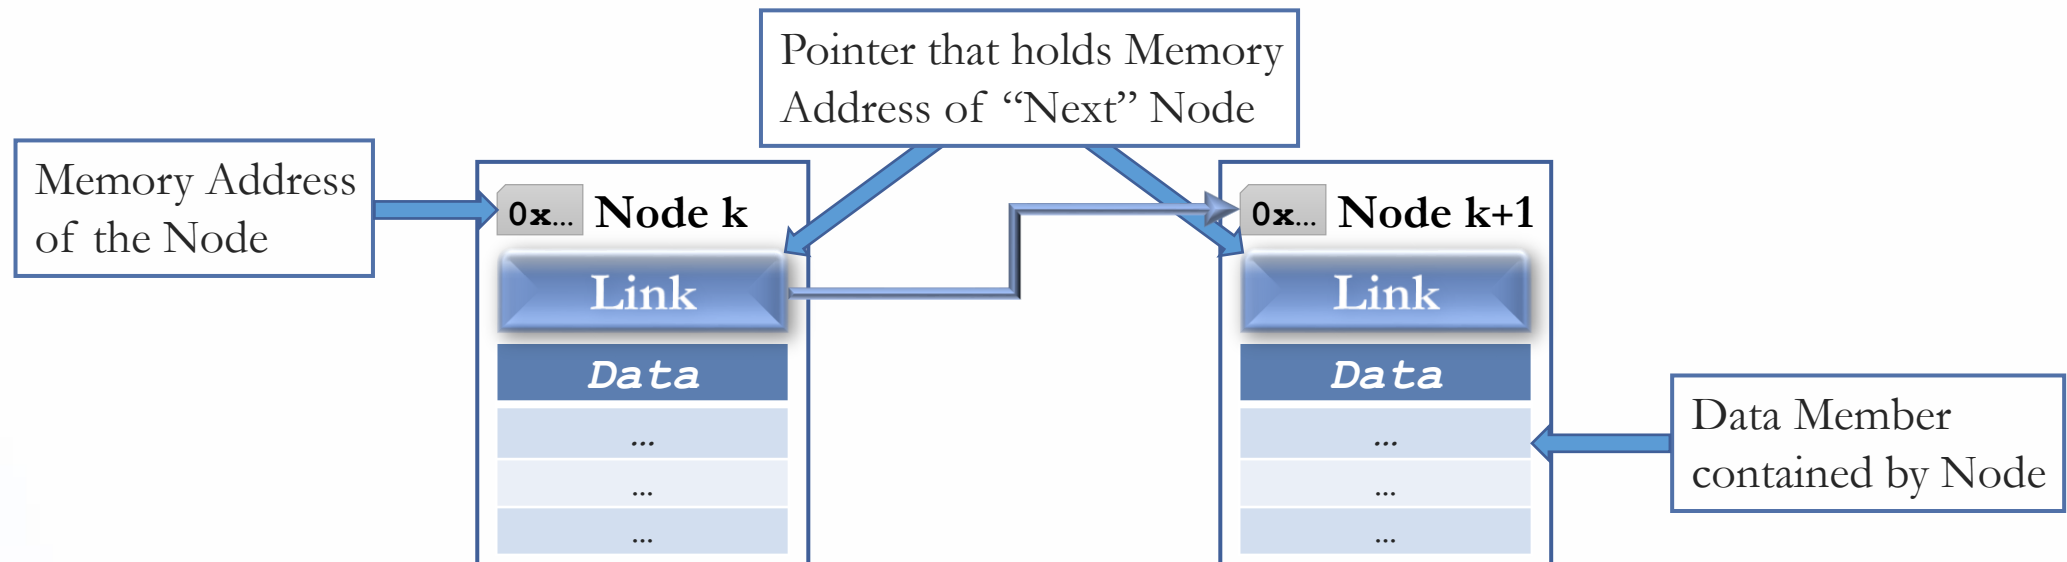 Pointer that holds Memory
Address of “Next” Node
Memory Address
of the Node
0x... Node k
Link
Data
...
...
...
0x... Node k+1
Link
Data
...
...
...
Data Member
contained by Node